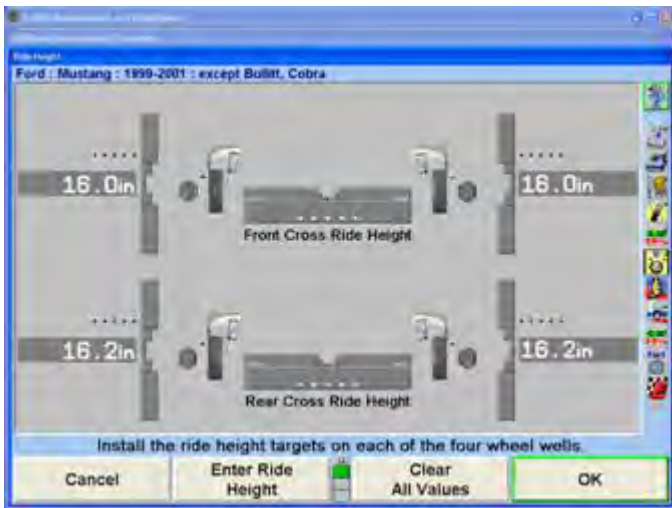 Ride Height
Ford : Mustang : 1999-2001 : except Bullitt, Cobra
16.0in
16.0in
Front Cross Ride Height
16.2in
16.2in
Rear Cross Ride Height
Install the ride height targets on each of the four wheel wells.
Cancel
Enter Ride
Height
Clear
All Values
OK